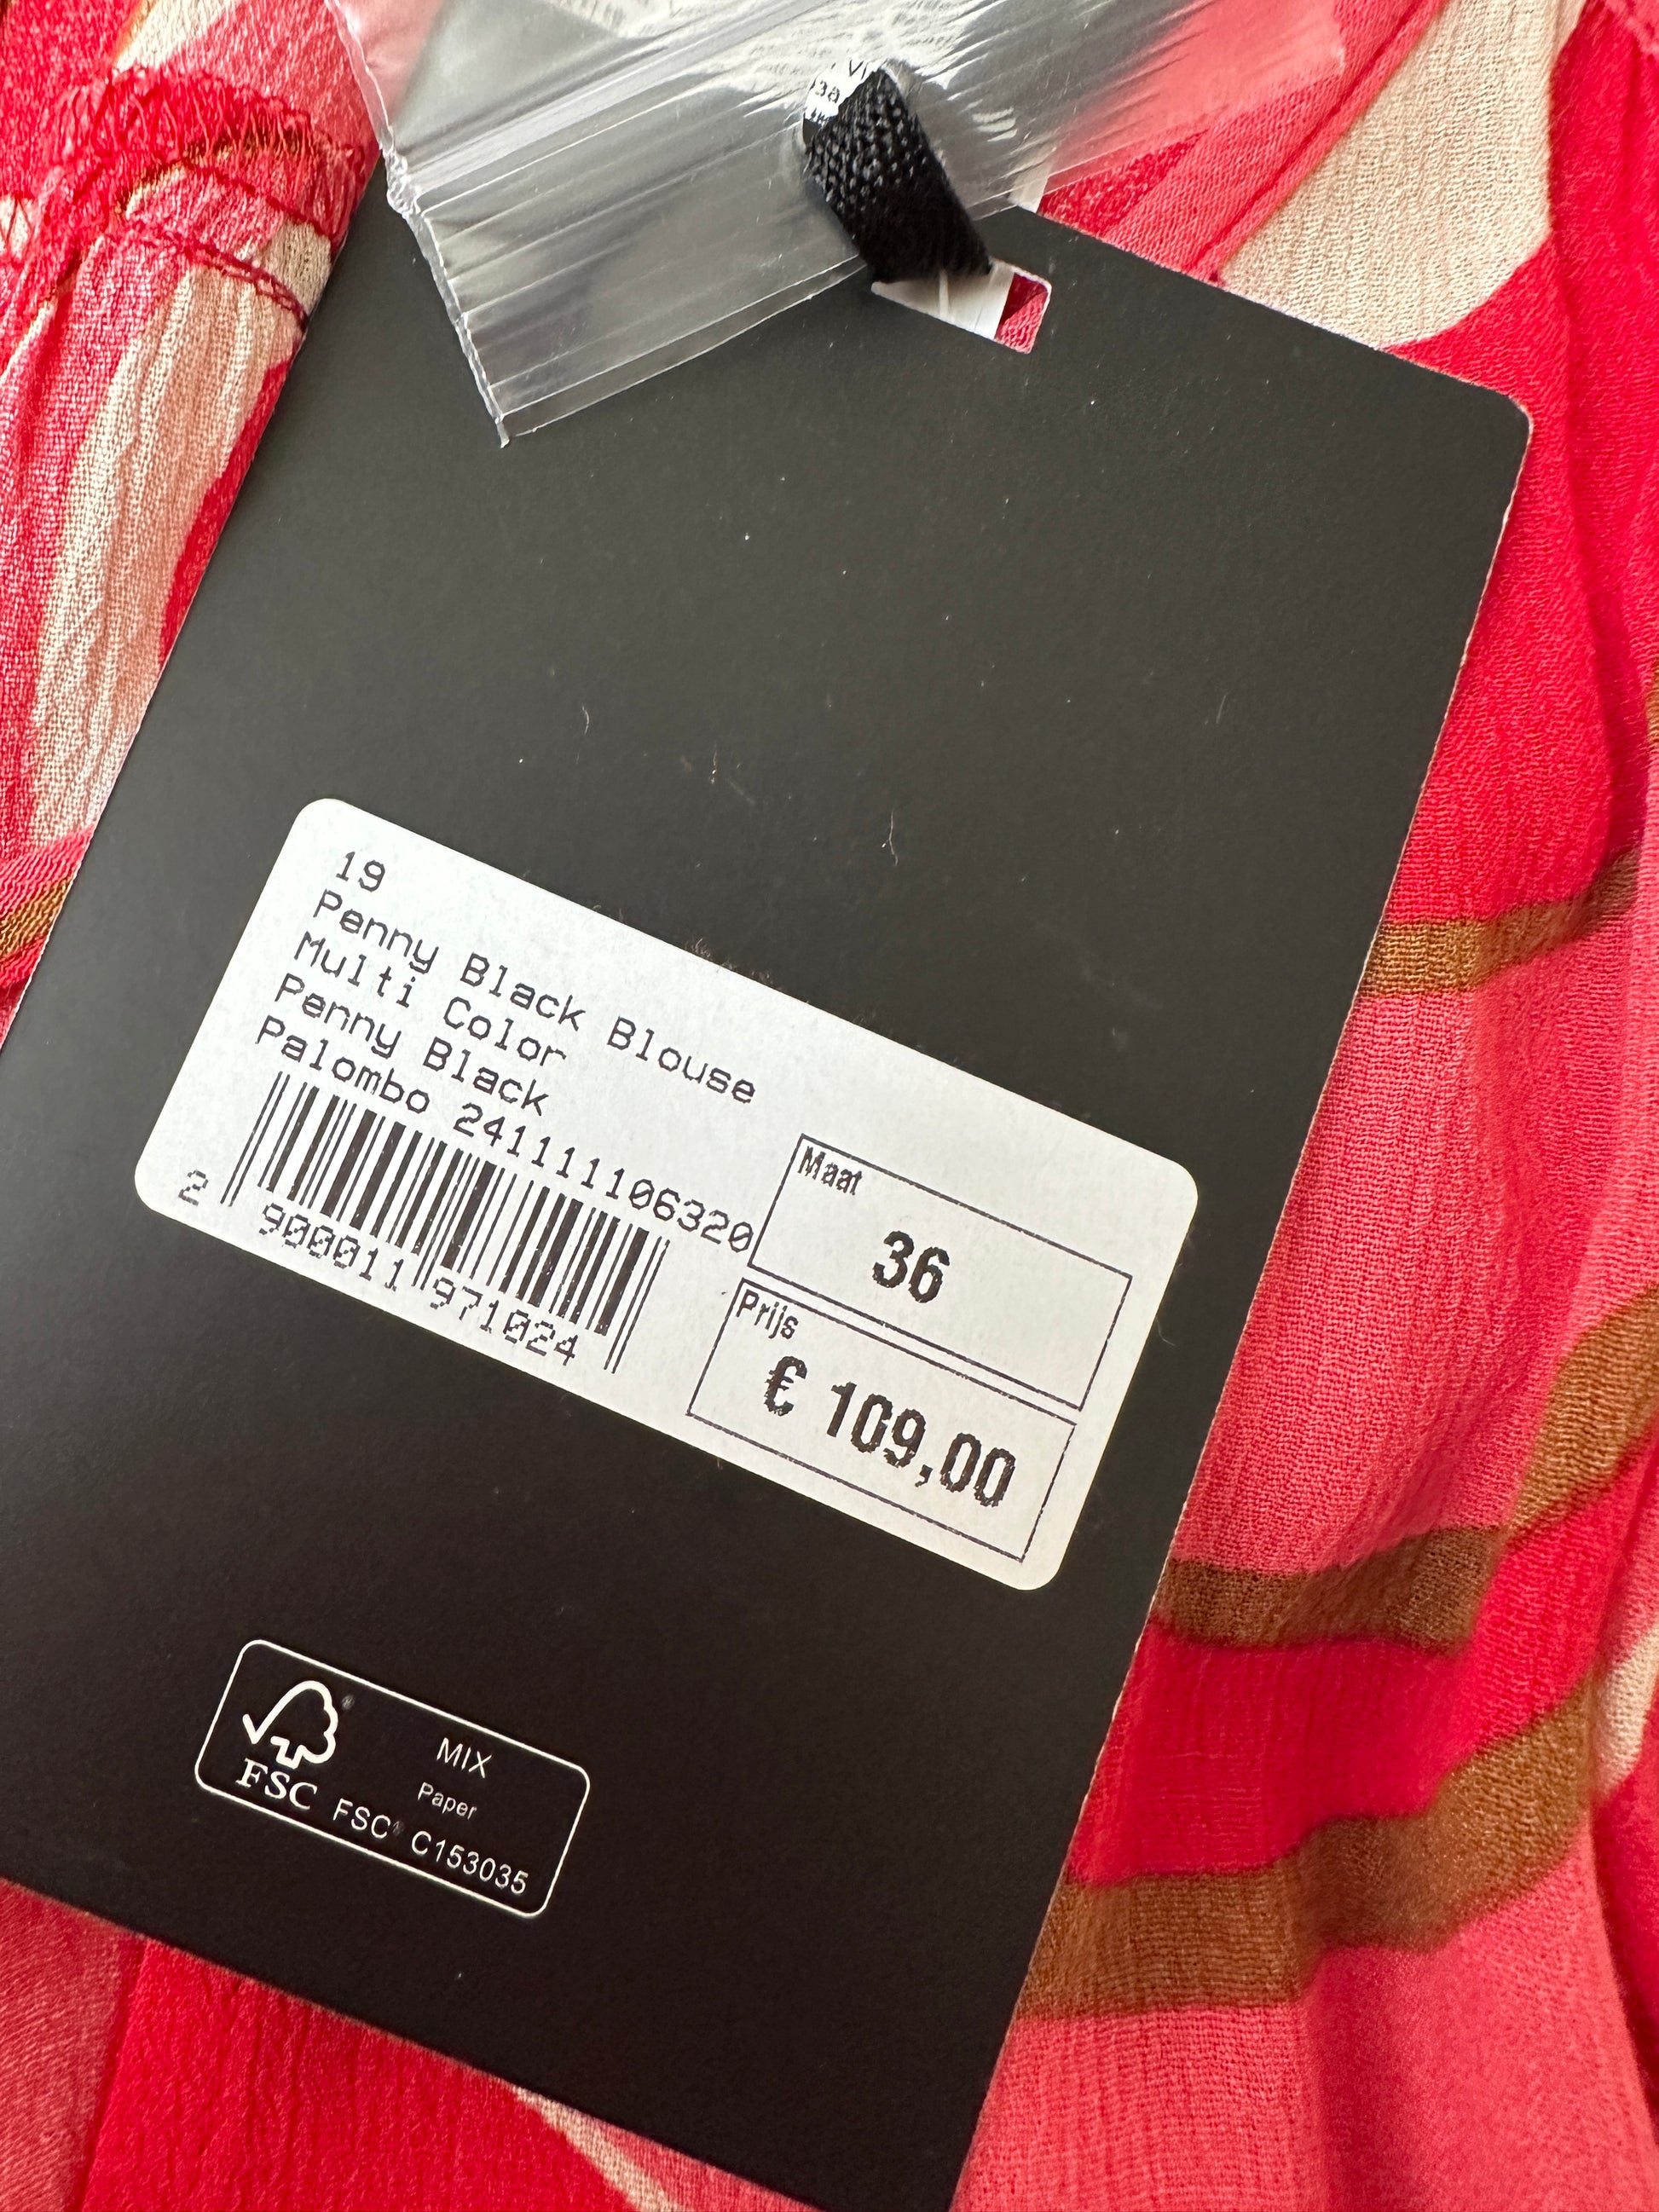 19
Penny Black Blouse
Multi Color
Penny Black
Palombo 241111106320
2 900011 971024
Maat
36
Prijs
€ 109,00
MIX
Paper
FSC
FSC® C153035